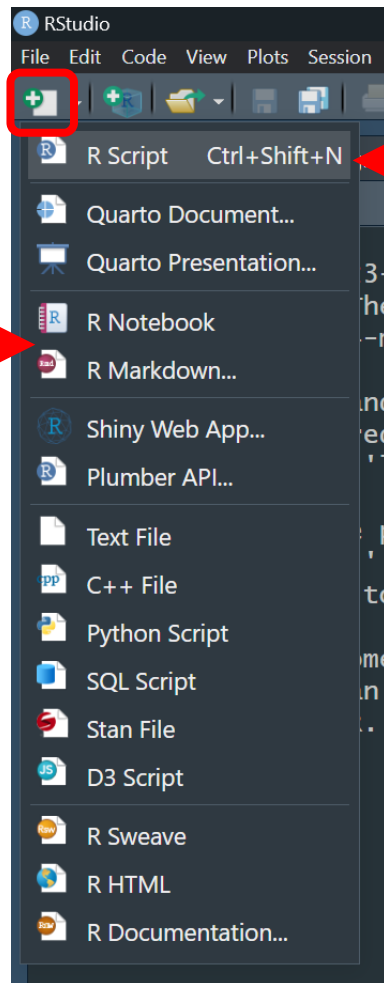 RStudio
File Edit Code View Plots Session
R Script Ctrl+Shift+N
Quarto Document...
Quarto Presentation...
R Notebook
R Markdown...
Shiny Web App...
Plumber API...
Text File
C++ File
Python Script
SQL Script
Stan File
D3 Script
R Sweave
R HTML
R Documentation...